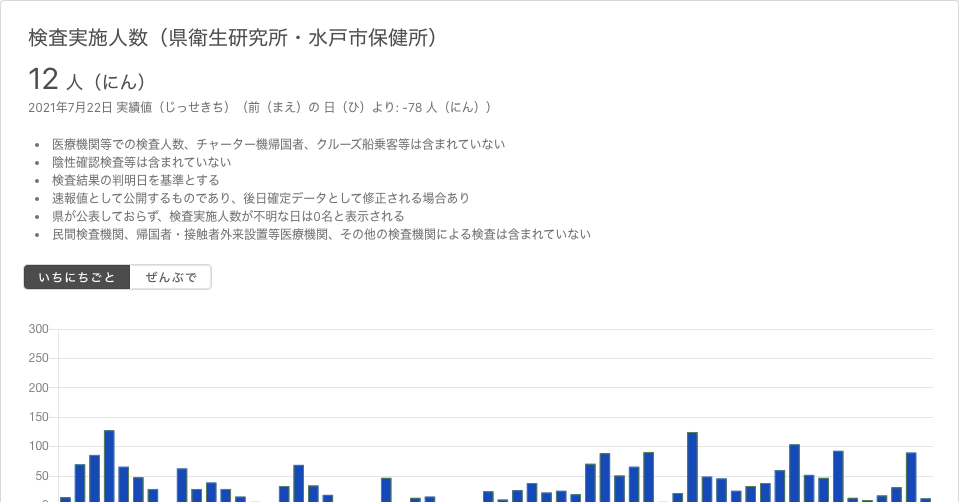 検査実施人数（県衛生研究所・水戸市保健所）
12 人（にん）
2021年7月22日 実績値（じっせきち）（前（まえ）の 日（ひ）より: -78 人（にん））
• 医療機関等での検査人数、チャーター機帰国者、クルーズ船乗客等は含まれていない
• 陰性確認検査等は含まれていない
• 検査結果の判明日を基準とする
• 速報値として公開するものであり、後日確定データとして修正される場合あり
• 県が公表しておらず、検査実施人数が不明な日は0名と表示される
• 民間検査機関、帰国者・接触者外来設置等医療機関、その他の検査機関による検査は含まれていない
いちにちごと ぜんぶで
300
250
200
150
100
50